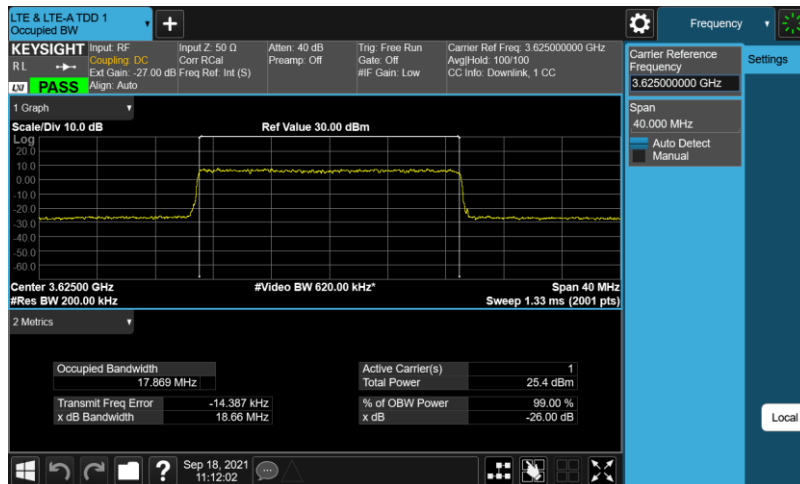 LTE & LTE-A TDD 1
Occupied BW
Frequency
KEYSIGHT
R L
LXI
PASS
Input: RF
Coupling: DC
Ext Gain: -27.00 dB
Align: Auto
Input Z: 50 Ω
Corr RCal
Freq Ref: Int (S)
Atten: 40 dB
Preamp: Off
Trig: Free Run
Gate: Off
#IF Gain: Low
Carrier Ref Freq: 3.625000000 GHz
Avg|Hold: 100/100
CC Info: Downlink, 1 CC
Carrier Reference
Frequency
3.625000000 GHz
Settings
Span
40.000 MHz
Auto Detect
Manual
1 Graph
Scale/Div 10.0 dB
Ref Value 30.00 dBm
Log
20.0
10.0
0.00
-10.0
-20.0
-30.0
-40.0
-50.0
-60.0
Center 3.62500 GHz
#Video BW 620.00 kHz*
Span 40 MHz
#Res BW 200.00 kHz
Sweep 1.33 ms (2001 pts)
2 Metrics
Occupied Bandwidth
17.869 MHz
Active Carrier(s) 1
Total Power 25.4 dBm
Transmit Freq Error -14.387 kHz
x dB Bandwidth 18.66 MHz
% of OBW Power 99.00 %
x dB -26.00 dB
Local
?
Sep 18, 2021
11:12:02